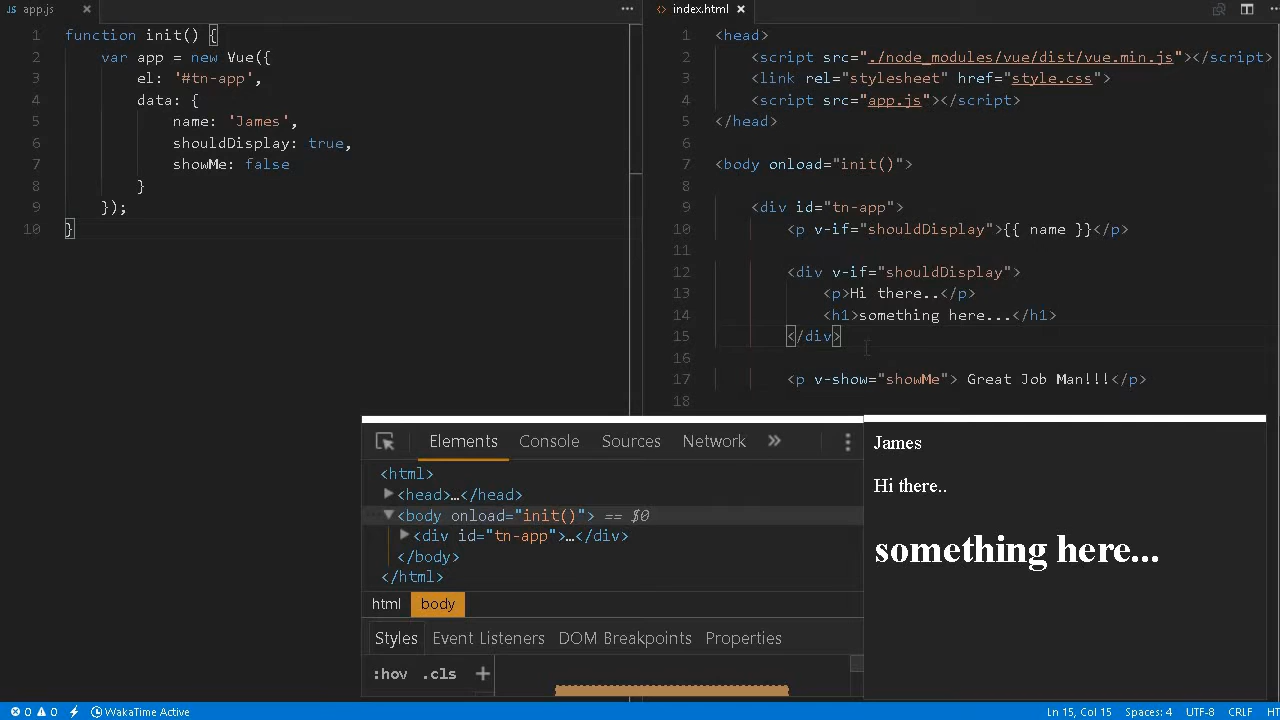 app.js
1 function init() {
2 var app = new Vue({
3 el: '#tn-app',
4 data: {
5 name: 'James',
6 shouldDisplay: true,
7 showMe: false
8 }
9 });
10 }
index.html
1 <head>
2 <script src="./node_modules/vue/dist/vue.min.js"></script>
3 <link rel="stylesheet" href="style.css">
4 <script src="app.js"></script>
5 </head>
6
7 <body onload="init()">
8
9 <div id="tn-app">
10 <p v-if="shouldDisplay">{{ name }}</p>
11
12 <div v-if="shouldDisplay">
13 <p>Hi there..</p>
14 <h1>something here...</h1>
15 </div>
16
17 <p v-show="showMe"> Great Job Man!!!</p>
18
Elements Console Sources Network
<html>
<head>…</head>
<body onload="init()"> == $0
<div id="tn-app">…</div>
</body>
</html>
html body
Styles Event Listeners DOM Breakpoints Properties
:hov .cls +
James
Hi there..
something here...
0 0 WakaTime Active Ln 15, Col 15 Spaces: 4 UTF-8 CRLF HT